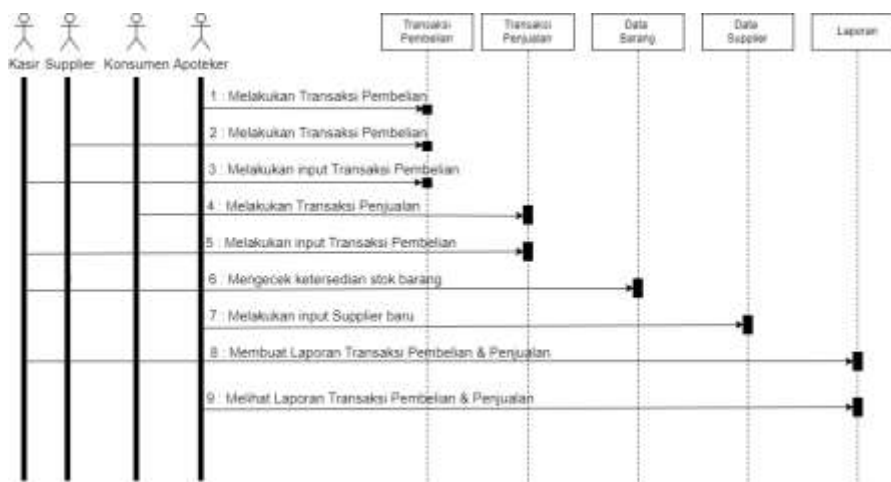 Transaksi
Pembelian
Transaksi
Penjualan
Data
Barang
Data
Supplier
Laporan
Kasir Supplier Konsumen Apoteker
1 : Melakukan Transaksi Pembelian
2 : Melakukan Transaksi Pembelian
3 : Melakukan input Transaksi Pembelian
4 : Melakukan Transaksi Penjualan
5 : Melakukan input Transaksi Pembelian
6 : Mengecek ketersedian stok barang
7 : Melakukan input Supplier baru
8 : Membuat Laporan Transaksi Pembelian & Penjualan
9 : Melihat Laporan Transaksi Pembelian & Penjualan